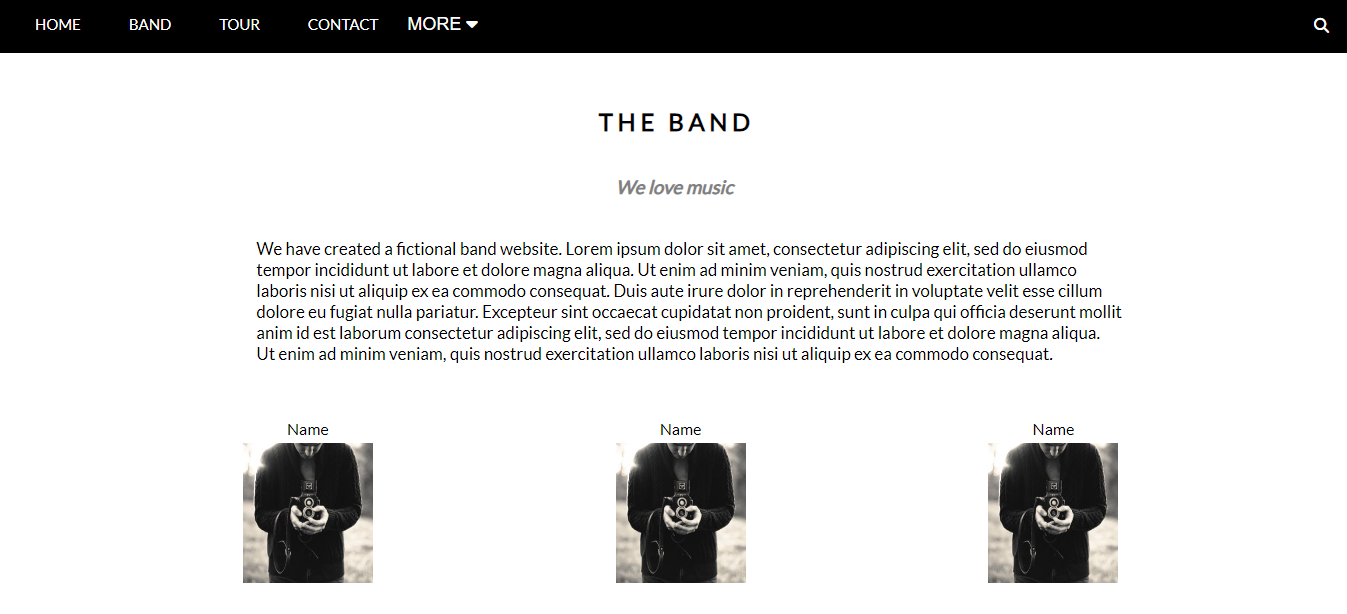 HOME BAND TOUR CONTACT MORE
THE BAND
We love music
We have created a fictional band website. Lorem ipsum dolor sit amet, consectetur adipiscing elit, sed do eiusmod
tempor incididunt ut labore et dolore magna aliqua. Ut enim ad minim veniam, quis nostrud exercitation ullamco
laboris nisi ut aliquip ex ea commodo consequat. Duis aute irure dolor in reprehenderit in voluptate velit esse cillum
dolore eu fugiat nulla pariatur. Excepteur sint occaecat cupidatat non proident, sunt in culpa qui officia deserunt mollit
anim id est laborum consectetur adipiscing elit, sed do eiusmod tempor incididunt ut labore et dolore magna aliqua.
Ut enim ad minim veniam, quis nostrud exercitation ullamco laboris nisi ut aliquip ex ea commodo consequat.
Name Name Name